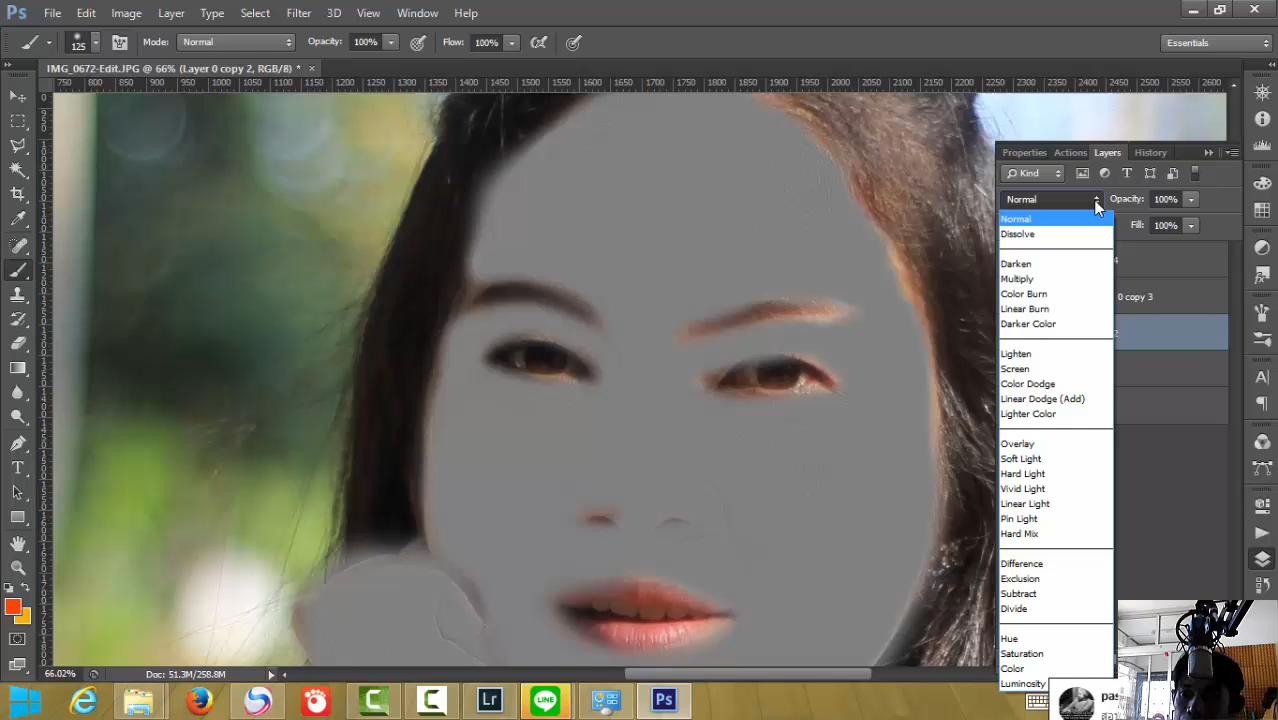 Ps File Edit Image Layer Type Select Filter 3D View Window Help
125 Mode: Normal Opacity: 100% Flow: 100% Essentials
IMG_0672-Edit.JPG @ 66% (Layer 0 copy 2, RGB/8) * ×
750 800 850 900 950 1000 1050 1100 1150 1200 1250 1300 1350 1400 1450 1500 1550 1600 1650 1700 1750 1800 1850 1900 1950 2000 2050 2100 2150 2200 2250 2300 2350 2400 2450 2500 2550 2600
Properties Actions Layers History
Kind
Normal Opacity: 100%
Fill: 100%
Normal
Dissolve
Darken
Multiply
Color Burn
Linear Burn
Darker Color
Lighten
Screen
Color Dodge
Linear Dodge (Add)
Lighter Color
Overlay
Soft Light
Hard Light
Vivid Light
Linear Light
Pin Light
Hard Mix
Difference
Exclusion
Subtract
Divide
Hue
Saturation
Color
Luminosity
4
0 copy 3
2
66.02% Doc: 51.3M/258.8M
Lr LINE Ps
pas